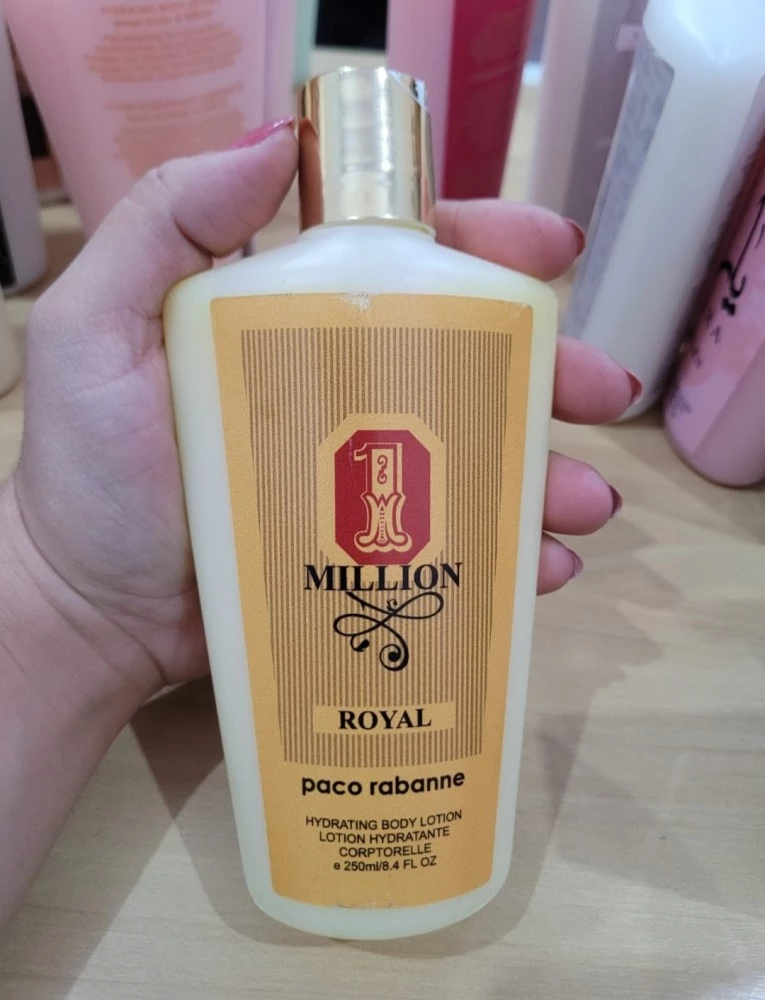 1
MILLION
ROYAL
paco rabanne
HYDRATING BODY LOTION
LOTION HYDRATANTE
CORPTORELLE
e 250ml/8.4 FL OZ